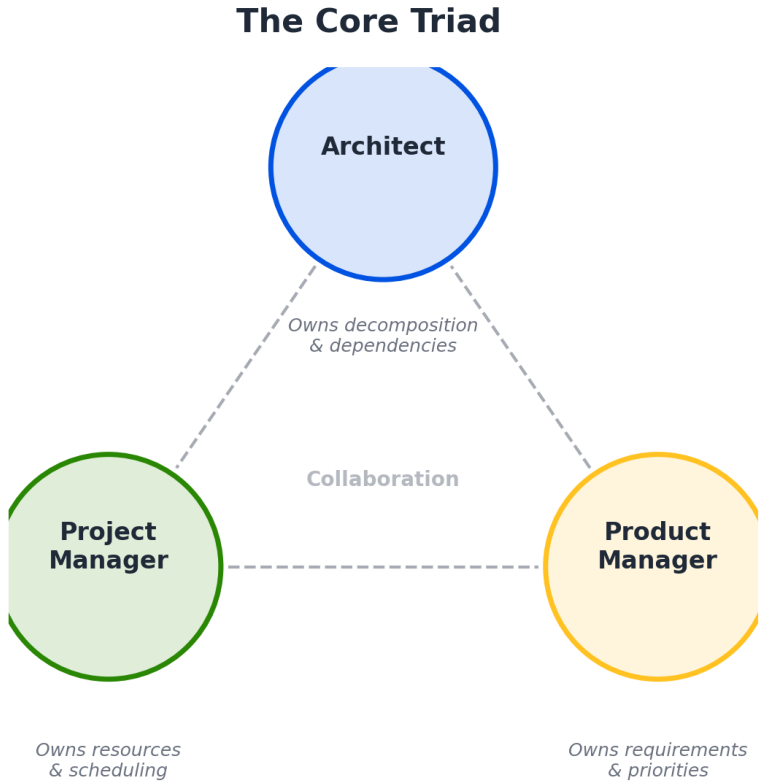 The Core Triad
Architect
Owns decomposition
& dependencies
Collaboration
Project
Manager
Product
Manager
Owns resources
& scheduling
Owns requirements
& priorities